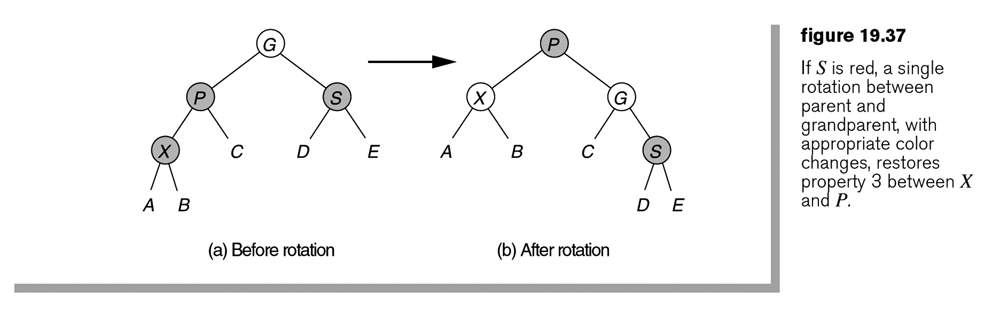 G
P
P
S
X
G
X
C
D
E
A
B
C
S
A
B
D
E
(a) Before rotation
(b) After rotation
figure 19.37
If S is red, a single
rotation between
parent and
grandparent, with
appropriate color
changes, restores
property 3 between X
and P.